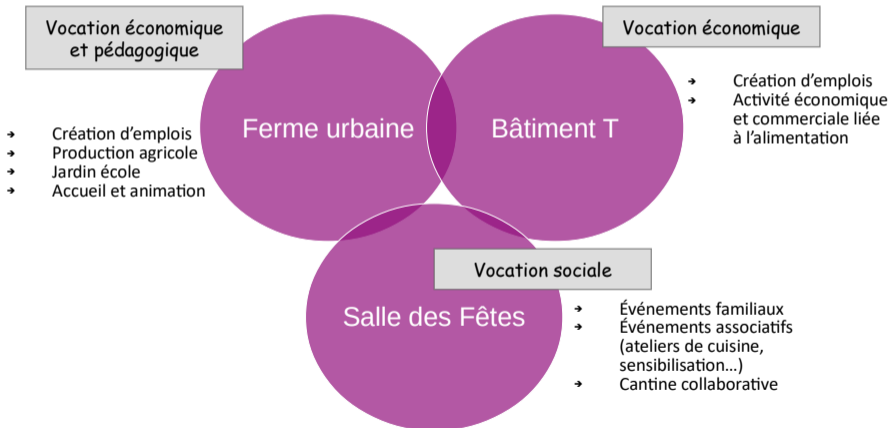 Vocation économique
et pédagogique
Ferme urbaine
➔ Création d’emplois
➔ Production agricole
➔ Jardin école
➔ Accueil et animation
Vocation économique
Bâtiment T
➔ Création d’emplois
➔ Activité économique
et commerciale liée
à l’alimentation
Vocation sociale
Salle des Fêtes
➔ Événements familiaux
➔ Événements associatifs
(ateliers de cuisine,
sensibilisation...)
➔ Cantine collaborative